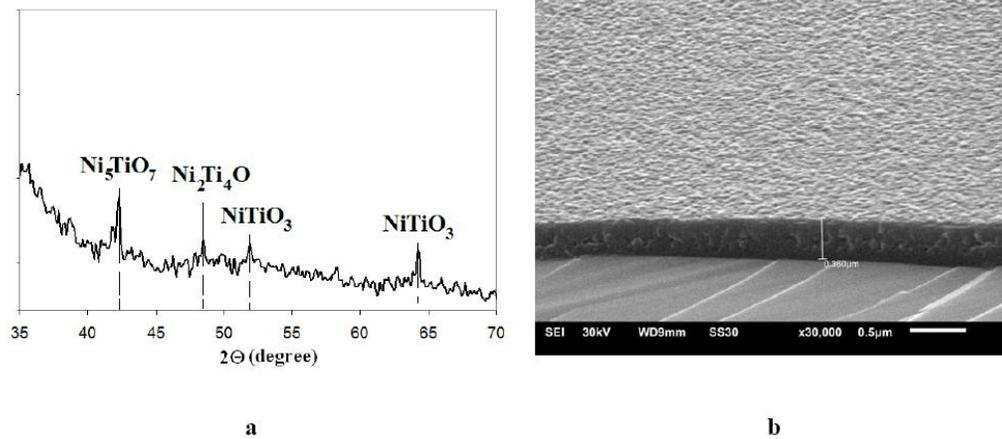 Ni5TiO7
Ni2Ti4O
NiTiO3
NiTiO3
35 40 45 50 55 60 65 70
2Θ (degree)
0.360µm
SEI 30kV WD9mm SS30 x30,000 0.5µm
a b